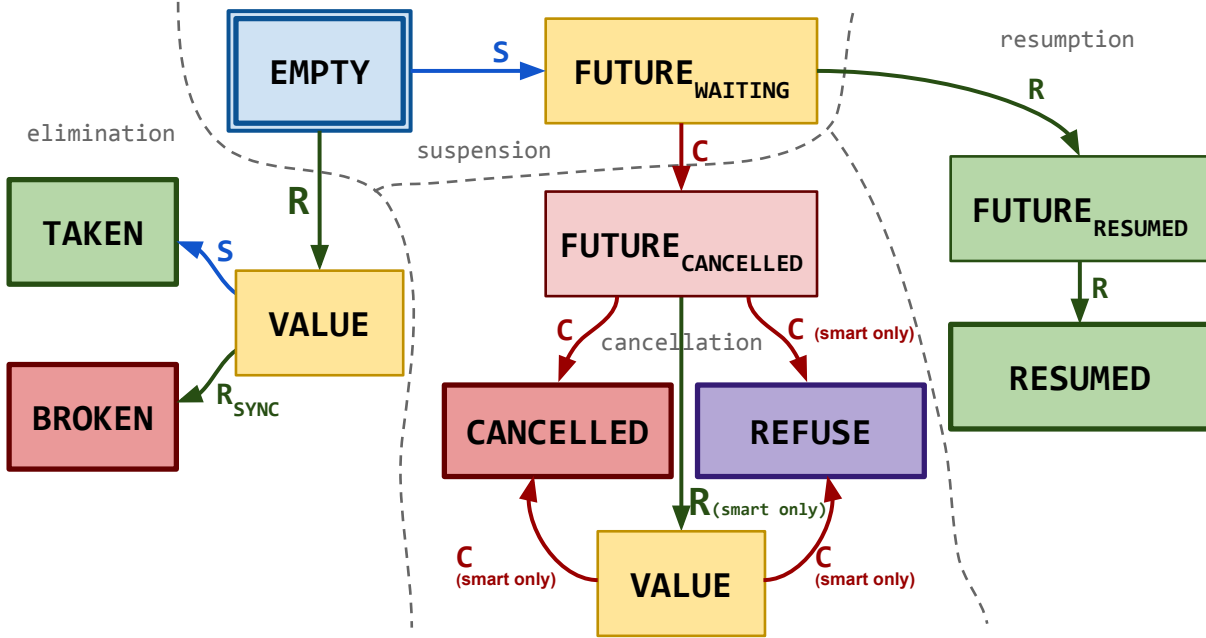 resumption
EMPTY
S
FUTURE WAITING
R
elimination
suspension
C
R
TAKEN
S
FUTURE CANCELLED
FUTURE RESUMED
R
VALUE
C
cancellation
C (smart only)
RESUMED
BROKEN
R SYNC
CANCELLED
REFUSE
R (smart only)
C
(smart only)
VALUE
C
(smart only)